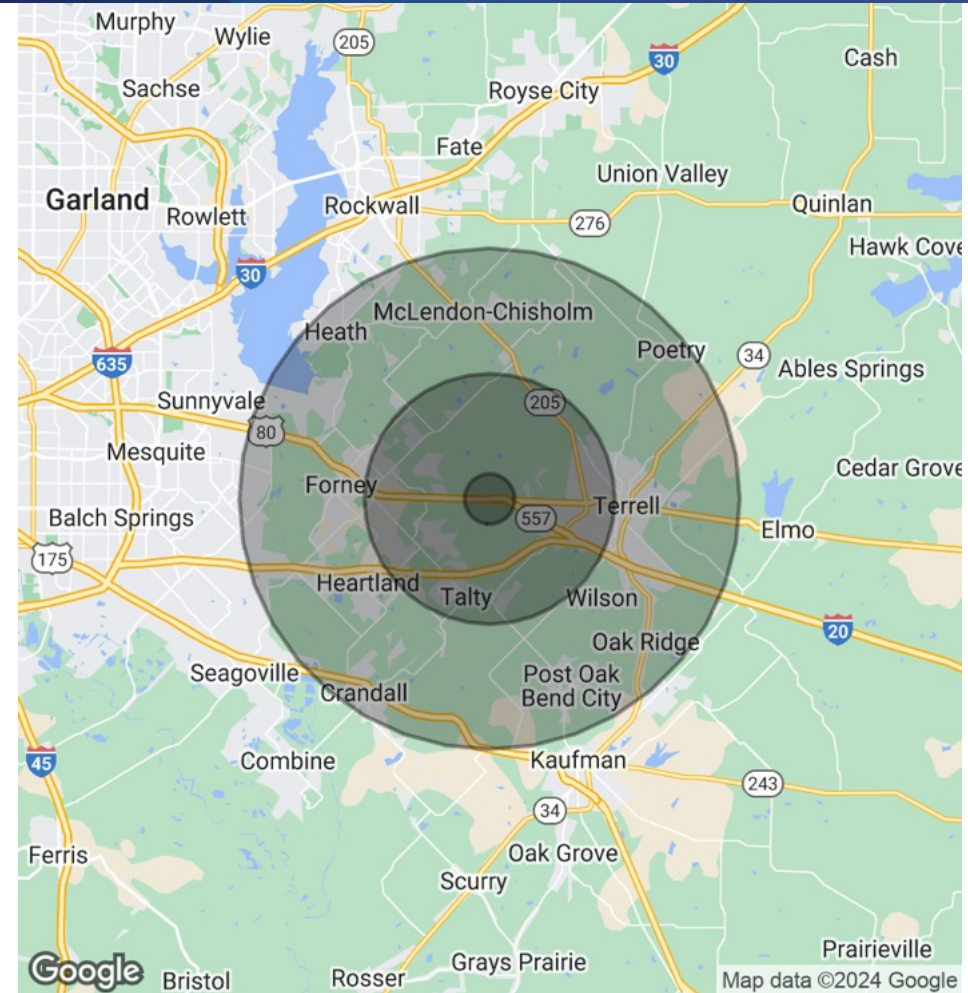 Murphy
Wylie
205
30
Cash
Sachse
Royse City
Fate
Union Valley
Garland
Rowlett
Rockwall
276
Quinlan
Hawk Cove
30
McLendon-Chisholm
Heath
Poetry
34
635
Ables Springs
Sunnyvale
205
80
Mesquite
Cedar Grove
Forney
Terrell
Balch Springs
557
Elmo
175
Heartland
Talty
Wilson
20
Oak Ridge
Seagoville
Post Oak
Bend City
Crandall
45
Combine
Kaufman
243
34
Ferris
Oak Grove
Scurry
Prairieville
Grays Prairie
Google
Bristol
Rosser
Map data ©2024 Google